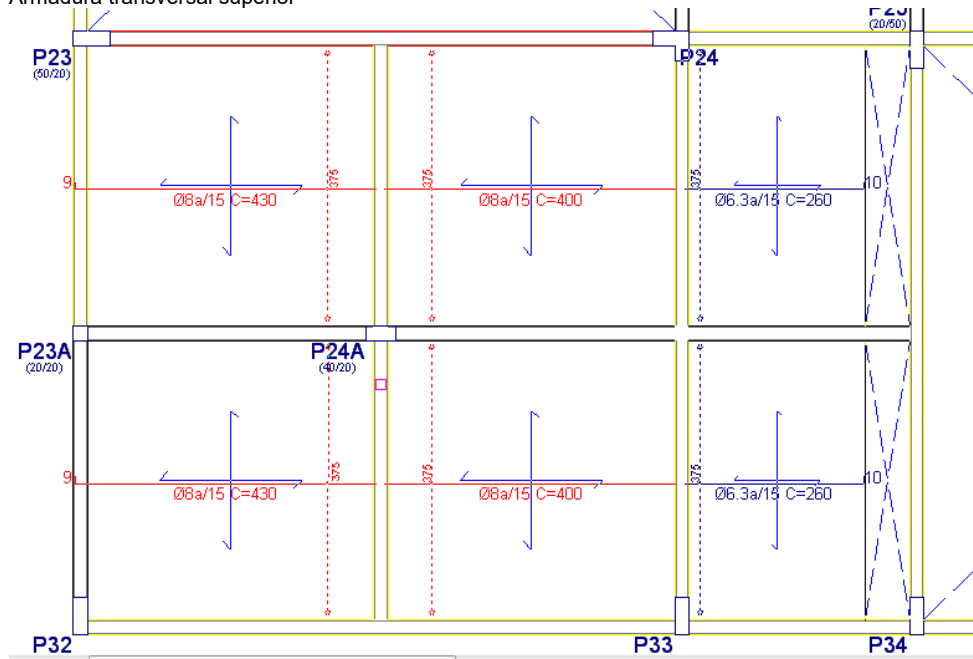 Armadura transversal superior
P25
(20/50)
P23
(50/20)
P24
9
375
375
375
10
Ø8a/15 C=430
Ø8a/15 C=400
Ø6.3a/15 C=260
P23A
(20/20)
P24A
(40/20)
9
375
375
375
10
Ø8a/15 C=430
Ø8a/15 C=400
Ø6.3a/15 C=260
P32
P33
P34